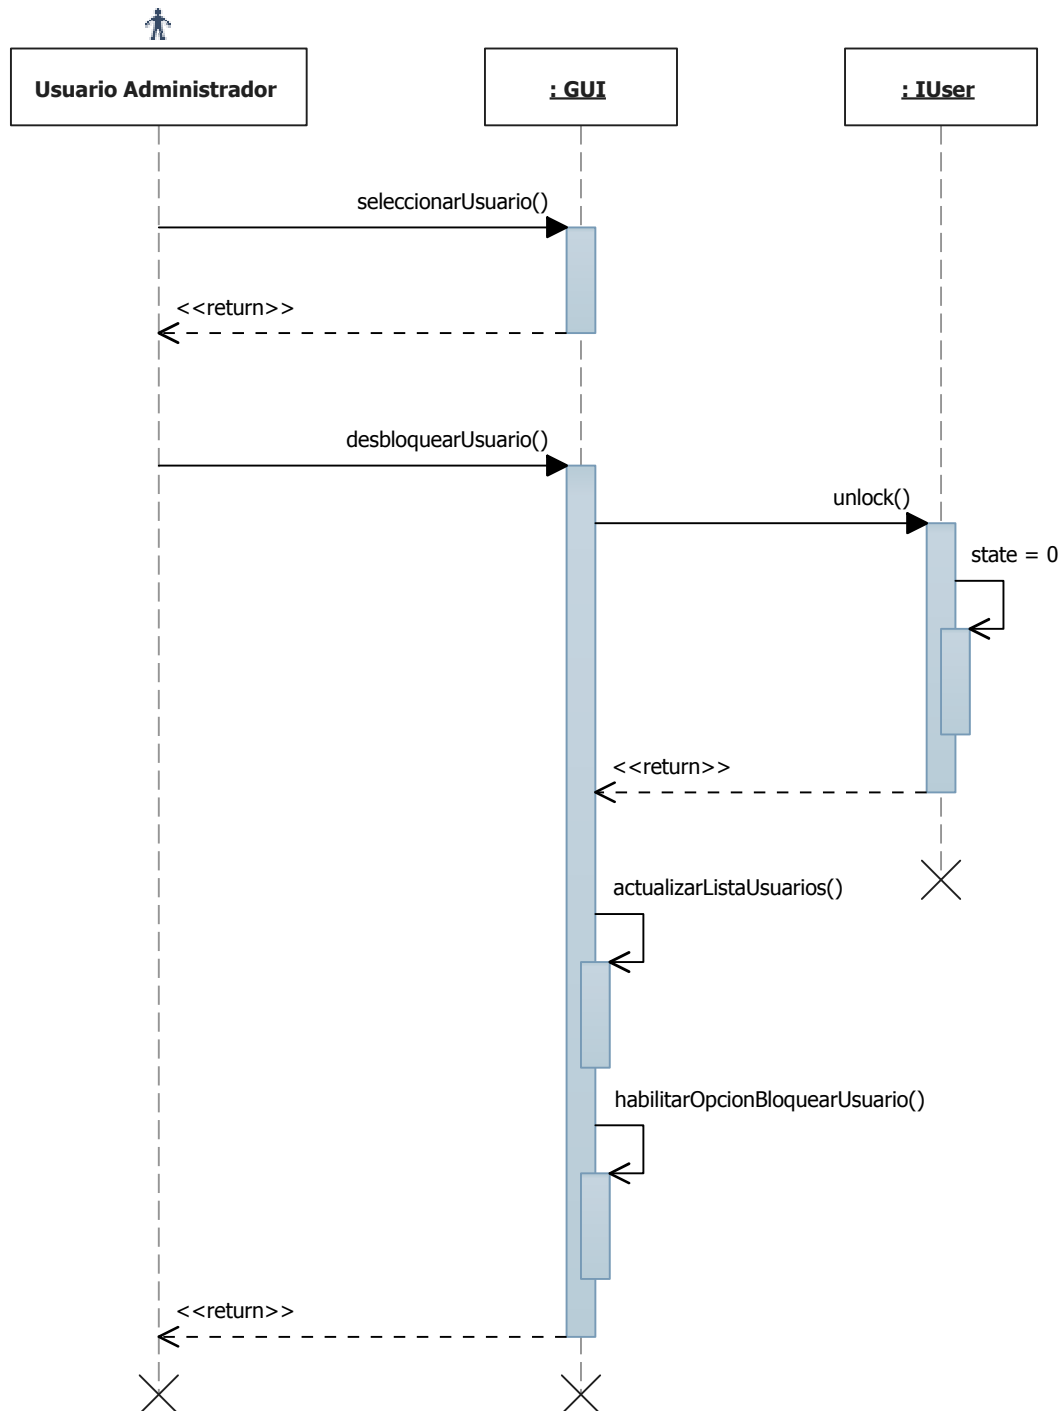 Usuario Administrador
: GUI
: IUser
seleccionarUsuario()
<<return>>
desbloquearUsuario()
unlock()
state = 0
<<return>>
actualizarListaUsuarios()
habilitarOpcionBloquearUsuario()
<<return>>